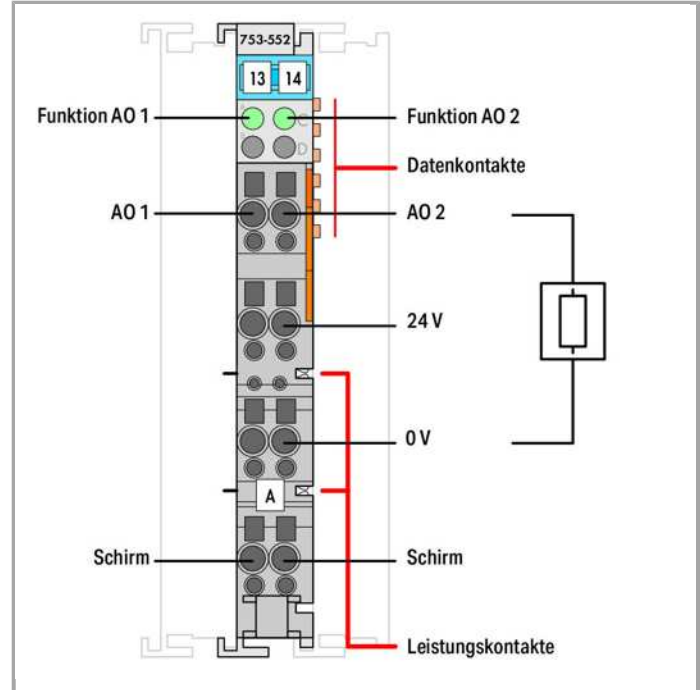 753-552
13 14
Funktion AO 1
Funktion AO 2
A
C
B
D
Datenkontakte
AO 1
AO 2
24 V
0 V
A
Schirm
Schirm
Leistungskontakte